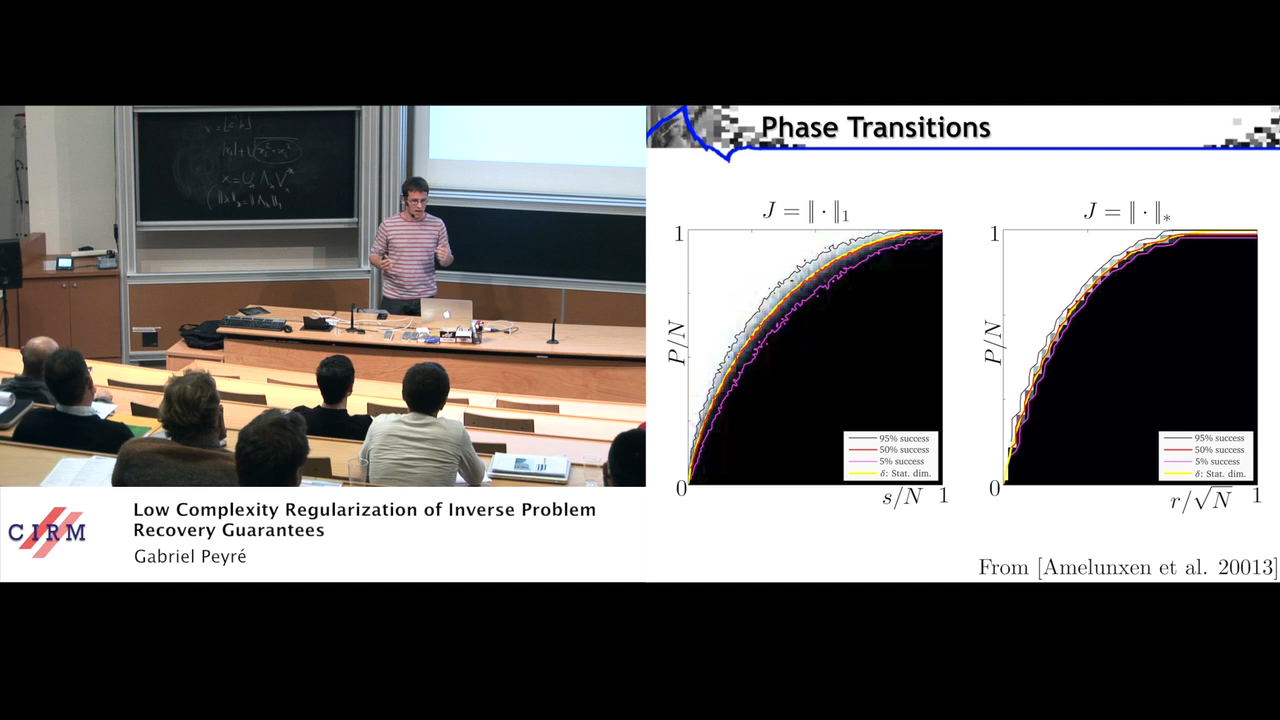 Phase Transitions
J = ‖ · ‖₁
1
P/N
95% success
50% success
5% success
δ: Stat. dim.
0
s/N
1
J = ‖ · ‖∗
1
P/N
95% success
50% success
5% success
δ: Stat. dim.
0
r/√N
1
From [Amelunxen et al. 20013]
CIRM
Low Complexity Regularization of Inverse Problem
Recovery Guarantees
Gabriel Peyré